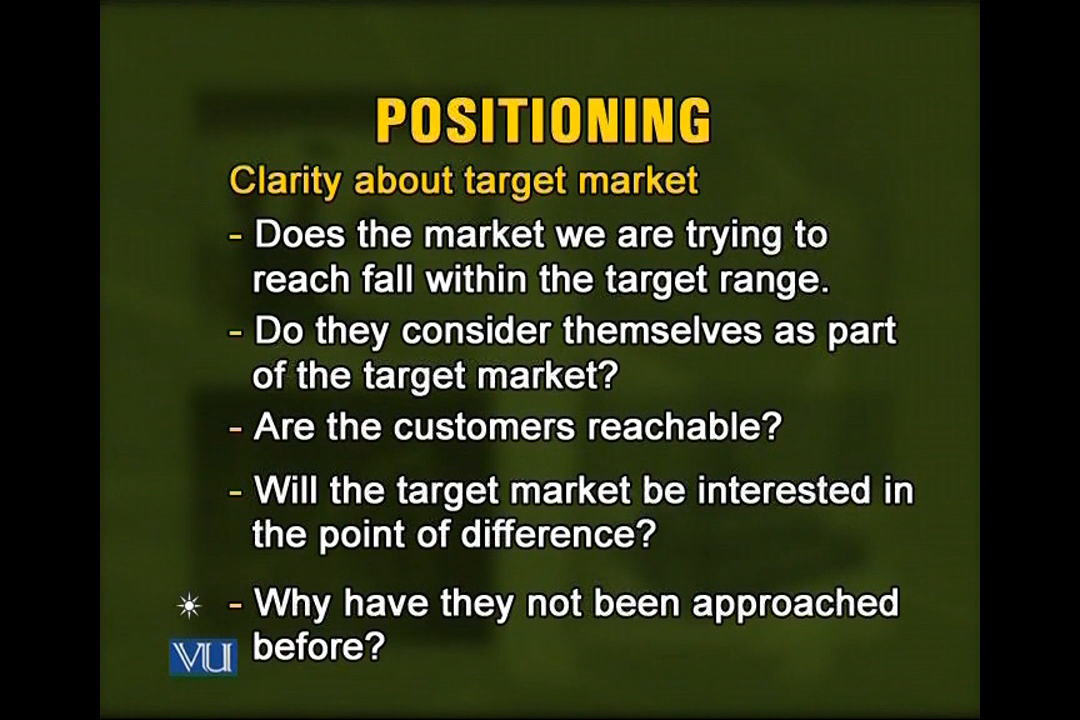 POSITIONING
Clarity about target market
- Does the market we are trying to
reach fall within the target range.
- Do they consider themselves as part
of the target market?
- Are the customers reachable?
- Will the target market be interested in
the point of difference?
- Why have they not been approached
before?
VU